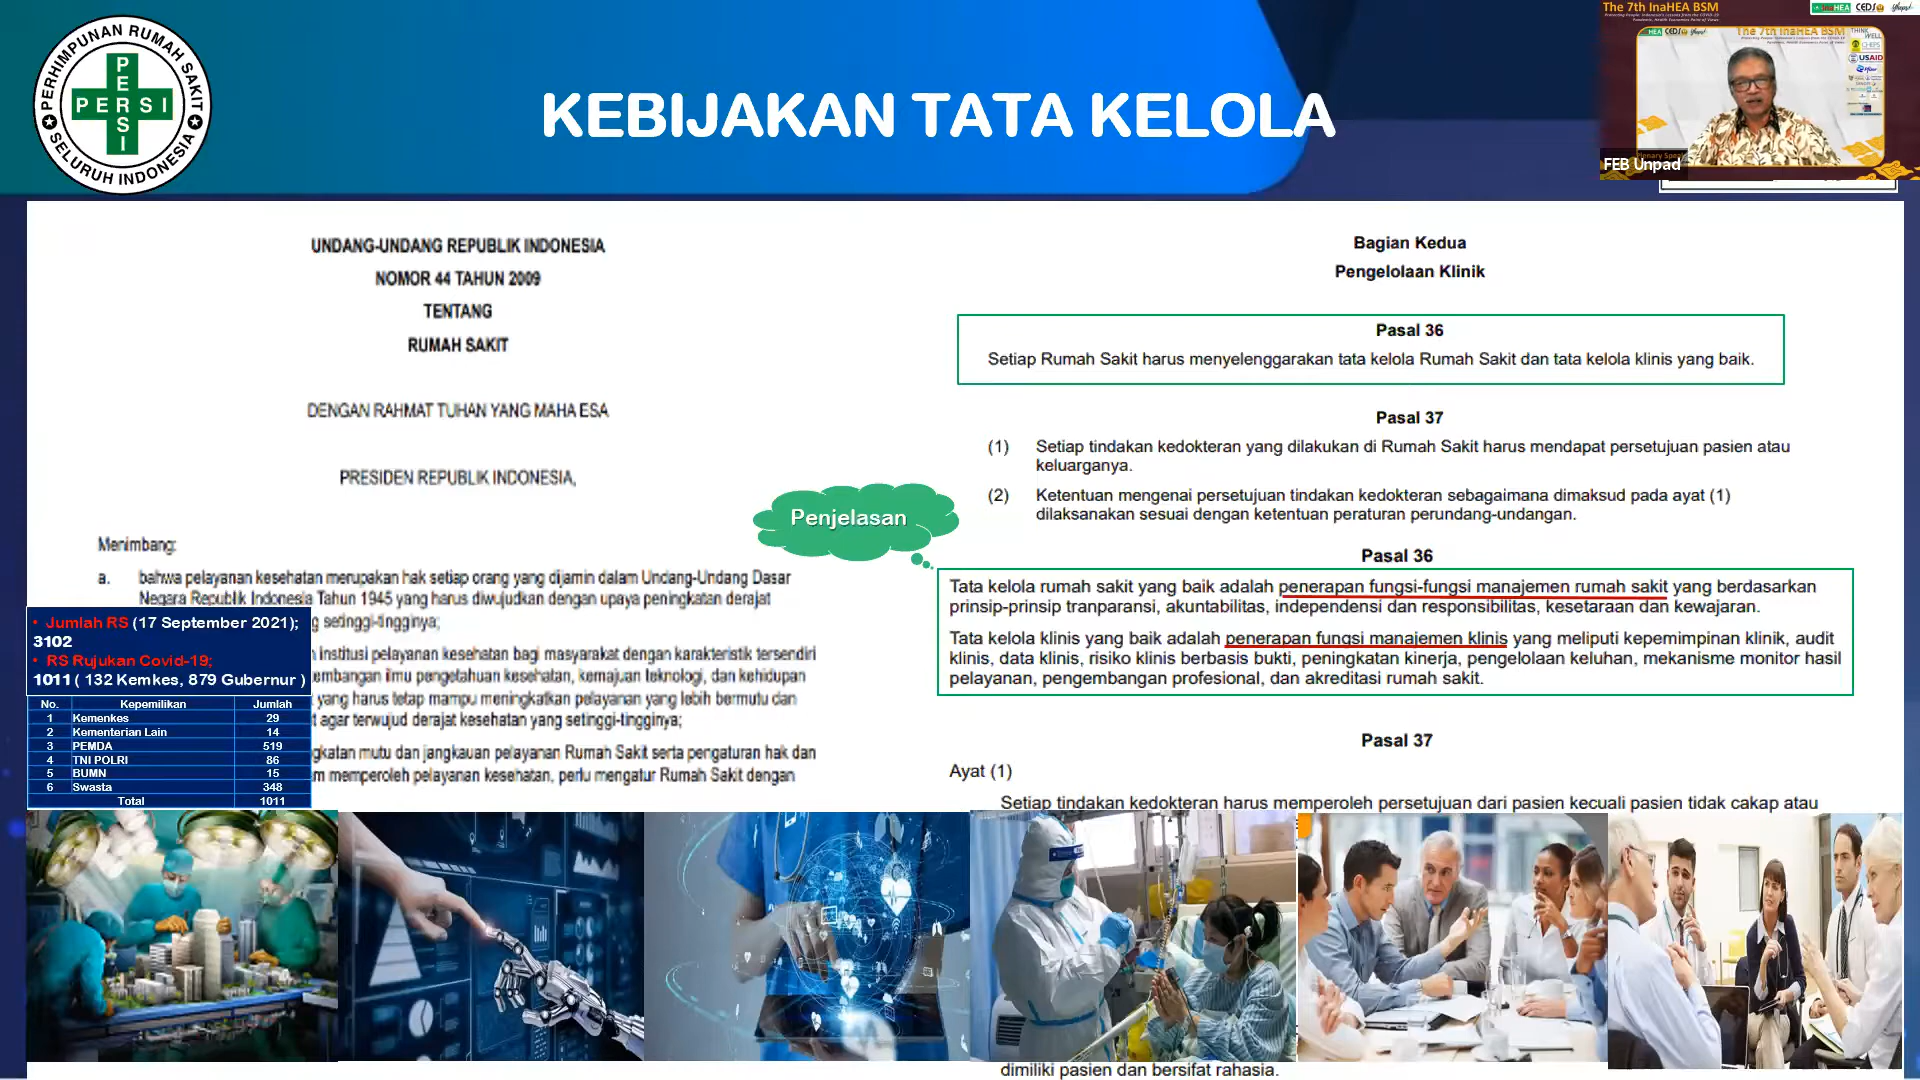 PERHIMPUNAN RUMAH SAKIT
SELURUH INDONESIA
PERSI
PERSI
KEBIJAKAN TATA KELOLA
The 7th InaHEA BSM
The 7th InaHEA BSM
THINK
WELL
CHEPS
USAID
FEB Unpad
UNDANG-UNDANG REPUBLIK INDONESIA
NOMOR 44 TAHUN 2009
TENTANG
RUMAH SAKIT
DENGAN RAHMAT TUHAN YANG MAHA ESA
PRESIDEN REPUBLIK INDONESIA,
Menimbang:
a. bahwa pelayanan kesehatan merupakan hak setiap orang yang dijamin dalam Undang-Undang Dasar
Negara Republik Indonesia Tahun 1945 yang harus diwujudkan dengan upaya peningkatan derajat
g setinggi-tingginya;
institusi pelayanan kesehatan bagi masyarakat dengan karakteristik tersendiri
embangan ilmu pengetahuan kesehatan, kemajuan teknologi, dan kehidupan
yang harus tetap mampu meningkatkan pelayanan yang lebih bermutu dan
t agar terwujud derajat kesehatan yang setinggi-tingginya;
gkatan mutu dan jangkauan pelayanan Rumah Sakit serta pengaturan hak dan
m memperoleh pelayanan kesehatan, perlu mengatur Rumah Sakit dengan
• Jumlah RS (17 September 2021);
3102
• RS Rujukan Covid-19;
1011 ( 132 Kemkes, 879 Gubernur )
No. Kepemilikan Jumlah
1 Kemenkes 29
2 Kementerian Lain 14
3 PEMDA 519
4 TNI POLRI 86
5 BUMN 15
6 Swasta 348
Total 1011
Penjelasan
Bagian Kedua
Pengelolaan Klinik
Pasal 36
Setiap Rumah Sakit harus menyelenggarakan tata kelola Rumah Sakit dan tata kelola klinis yang baik.
Pasal 37
(1) Setiap tindakan kedokteran yang dilakukan di Rumah Sakit harus mendapat persetujuan pasien atau
keluarganya.
(2) Ketentuan mengenai persetujuan tindakan kedokteran sebagaimana dimaksud pada ayat (1)
dilaksanakan sesuai dengan ketentuan peraturan perundang-undangan.
Pasal 36
Tata kelola rumah sakit yang baik adalah penerapan fungsi-fungsi manajemen rumah sakit yang berdasarkan
prinsip-prinsip tranparansi, akuntabilitas, independensi dan responsibilitas, kesetaraan dan kewajaran.
Tata kelola klinis yang baik adalah penerapan fungsi manajemen klinis yang meliputi kepemimpinan klinik, audit
klinis, data klinis, risiko klinis berbasis bukti, peningkatan kinerja, pengelolaan keluhan, mekanisme monitor hasil
pelayanan, pengembangan profesional, dan akreditasi rumah sakit.
Pasal 37
Ayat (1)
Setiap tindakan kedokteran harus memperoleh persetujuan dari pasien kecuali pasien tidak cakap atau
dimiliki pasien dan bersifat rahasia.